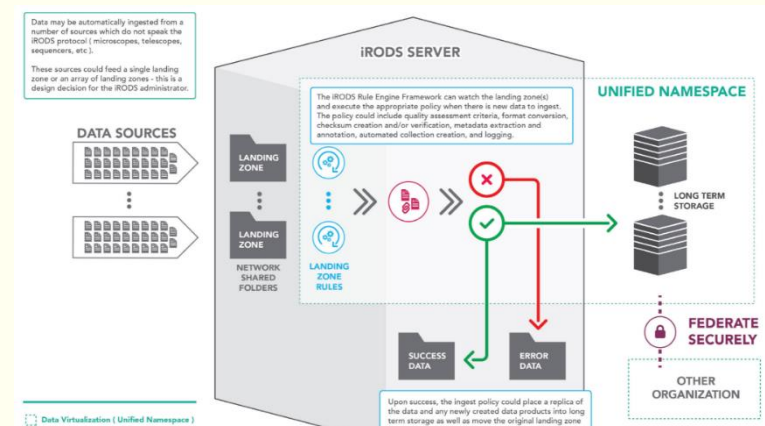 Data may be automatically ingested from a
number of sources which do not speak the
iRODS protocol ( microscopes, telescopes,
sequencers, etc ).
These sources could feed a single landing
zone or an array of landing zones - this is a
design decision for the iRODS administrator.
iRODS SERVER
The iRODS Rule Engine Framework can watch the landing zone(s)
and execute the appropriate policy when there is new data to ingest.
The policy could include quality assessment criteria, format conversion,
checksum creation and/or verification, metadata extraction and
annotation, automated collection creation, and logging.
UNIFIED NAMESPACE
DATA SOURCES
LANDING
ZONE
LANDING
ZONE
NETWORK
SHARED
FOLDERS
LANDING
ZONE
RULES
LONG TERM
STORAGE
FEDERATE
SECURELY
SUCCESS
DATA
ERROR
DATA
OTHER
ORGANIZATION
Upon success, the ingest policy could place a replica of
the data and any newly created data products into long
term storage as well as move the original landing zone
Data Virtualization ( Unified Namespace )